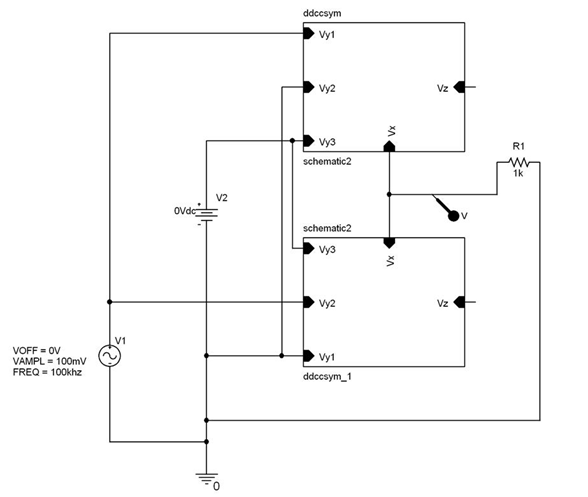 ddccsym
Vy1
Vy2
Vz
Vy3
Vx
schematic2
R1
1k
V2
0Vdc
+
-
V
schematic2
Vy3
Vx
Vy2
Vz
V1
VOFF = 0V
VAMPL = 100mV
FREQ = 100khz
Vy1
ddccsym_1
0